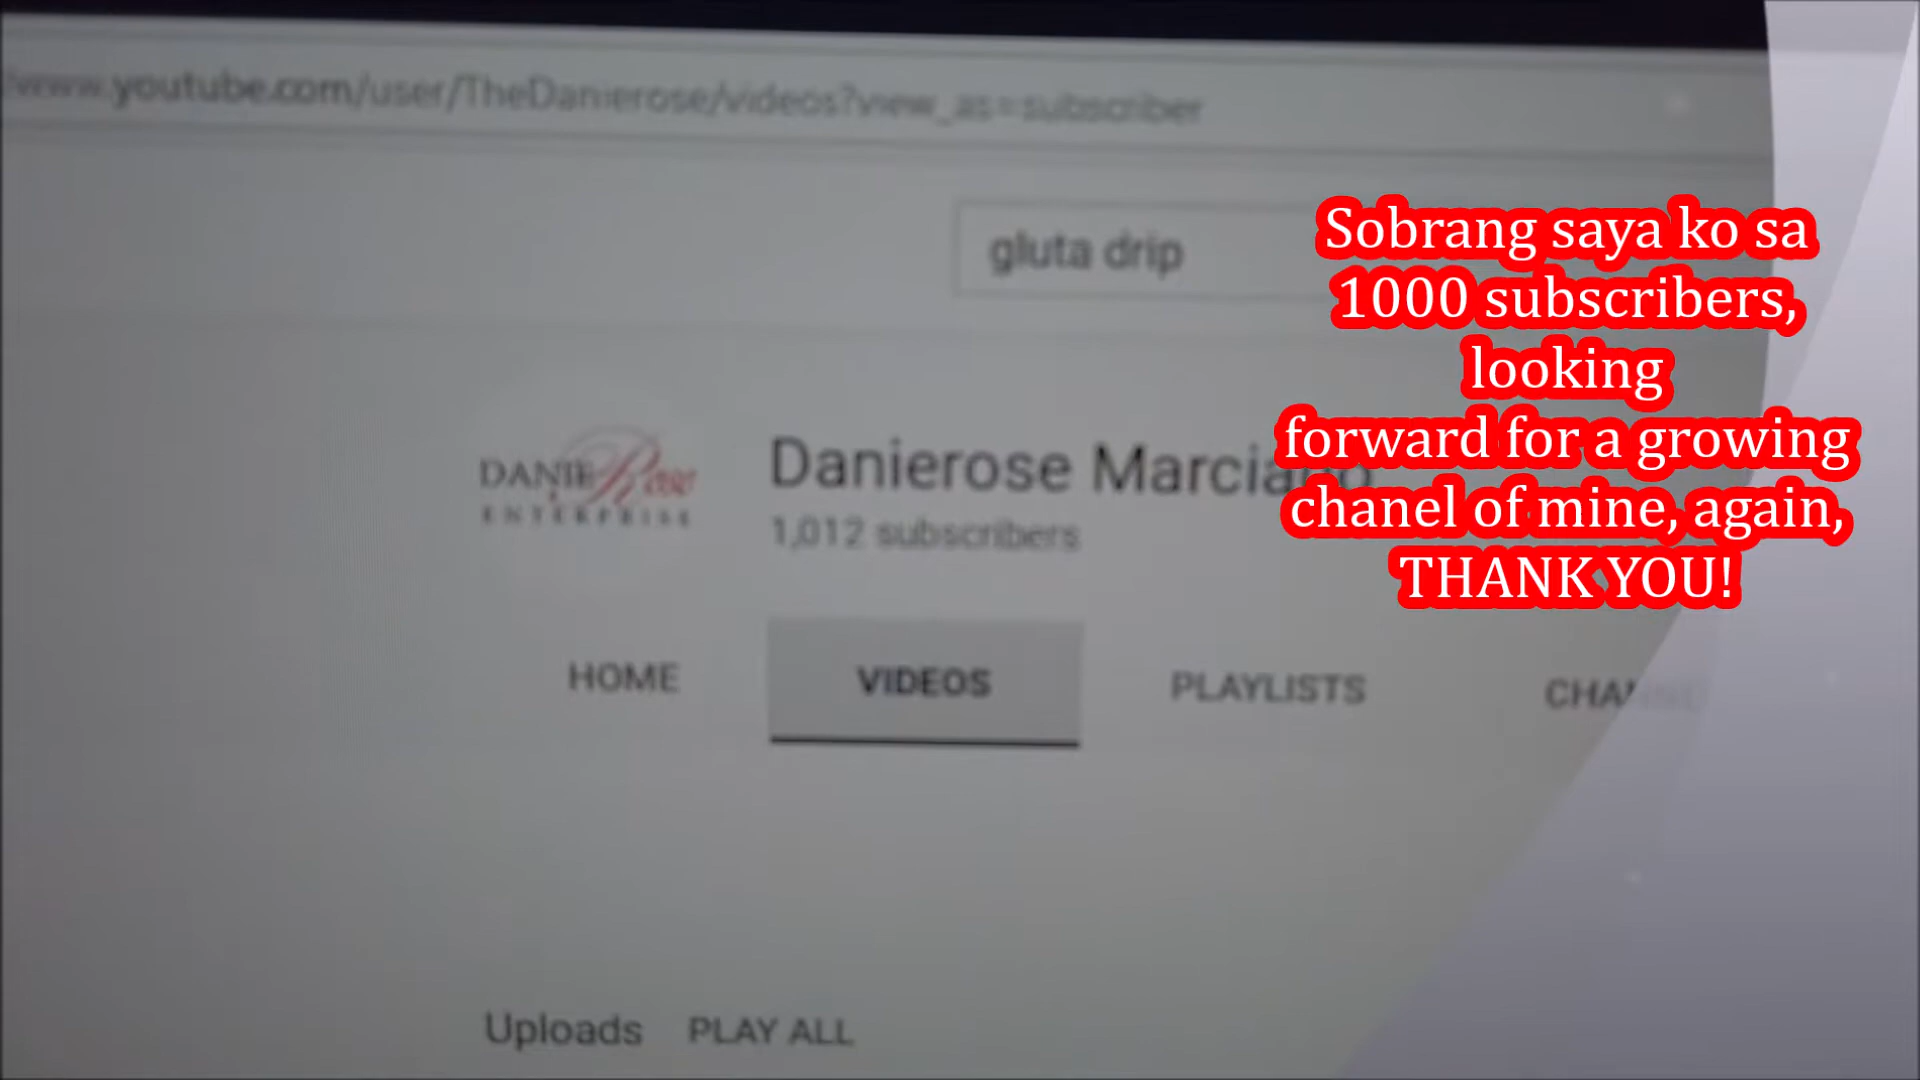 www.youtube.com/user/TheDanierose/videos?view_as=subscriber
gluta drip
Sobrang saya ko sa
1000 subscribers,
looking
forward for a growing
chanel of mine, again,
THANK YOU!
DANIE Rose
ENTERPRISE
Danierose Marciano
1,012 subscribers
HOME
VIDEOS
PLAYLISTS
CHANNE
Uploads
PLAY ALL